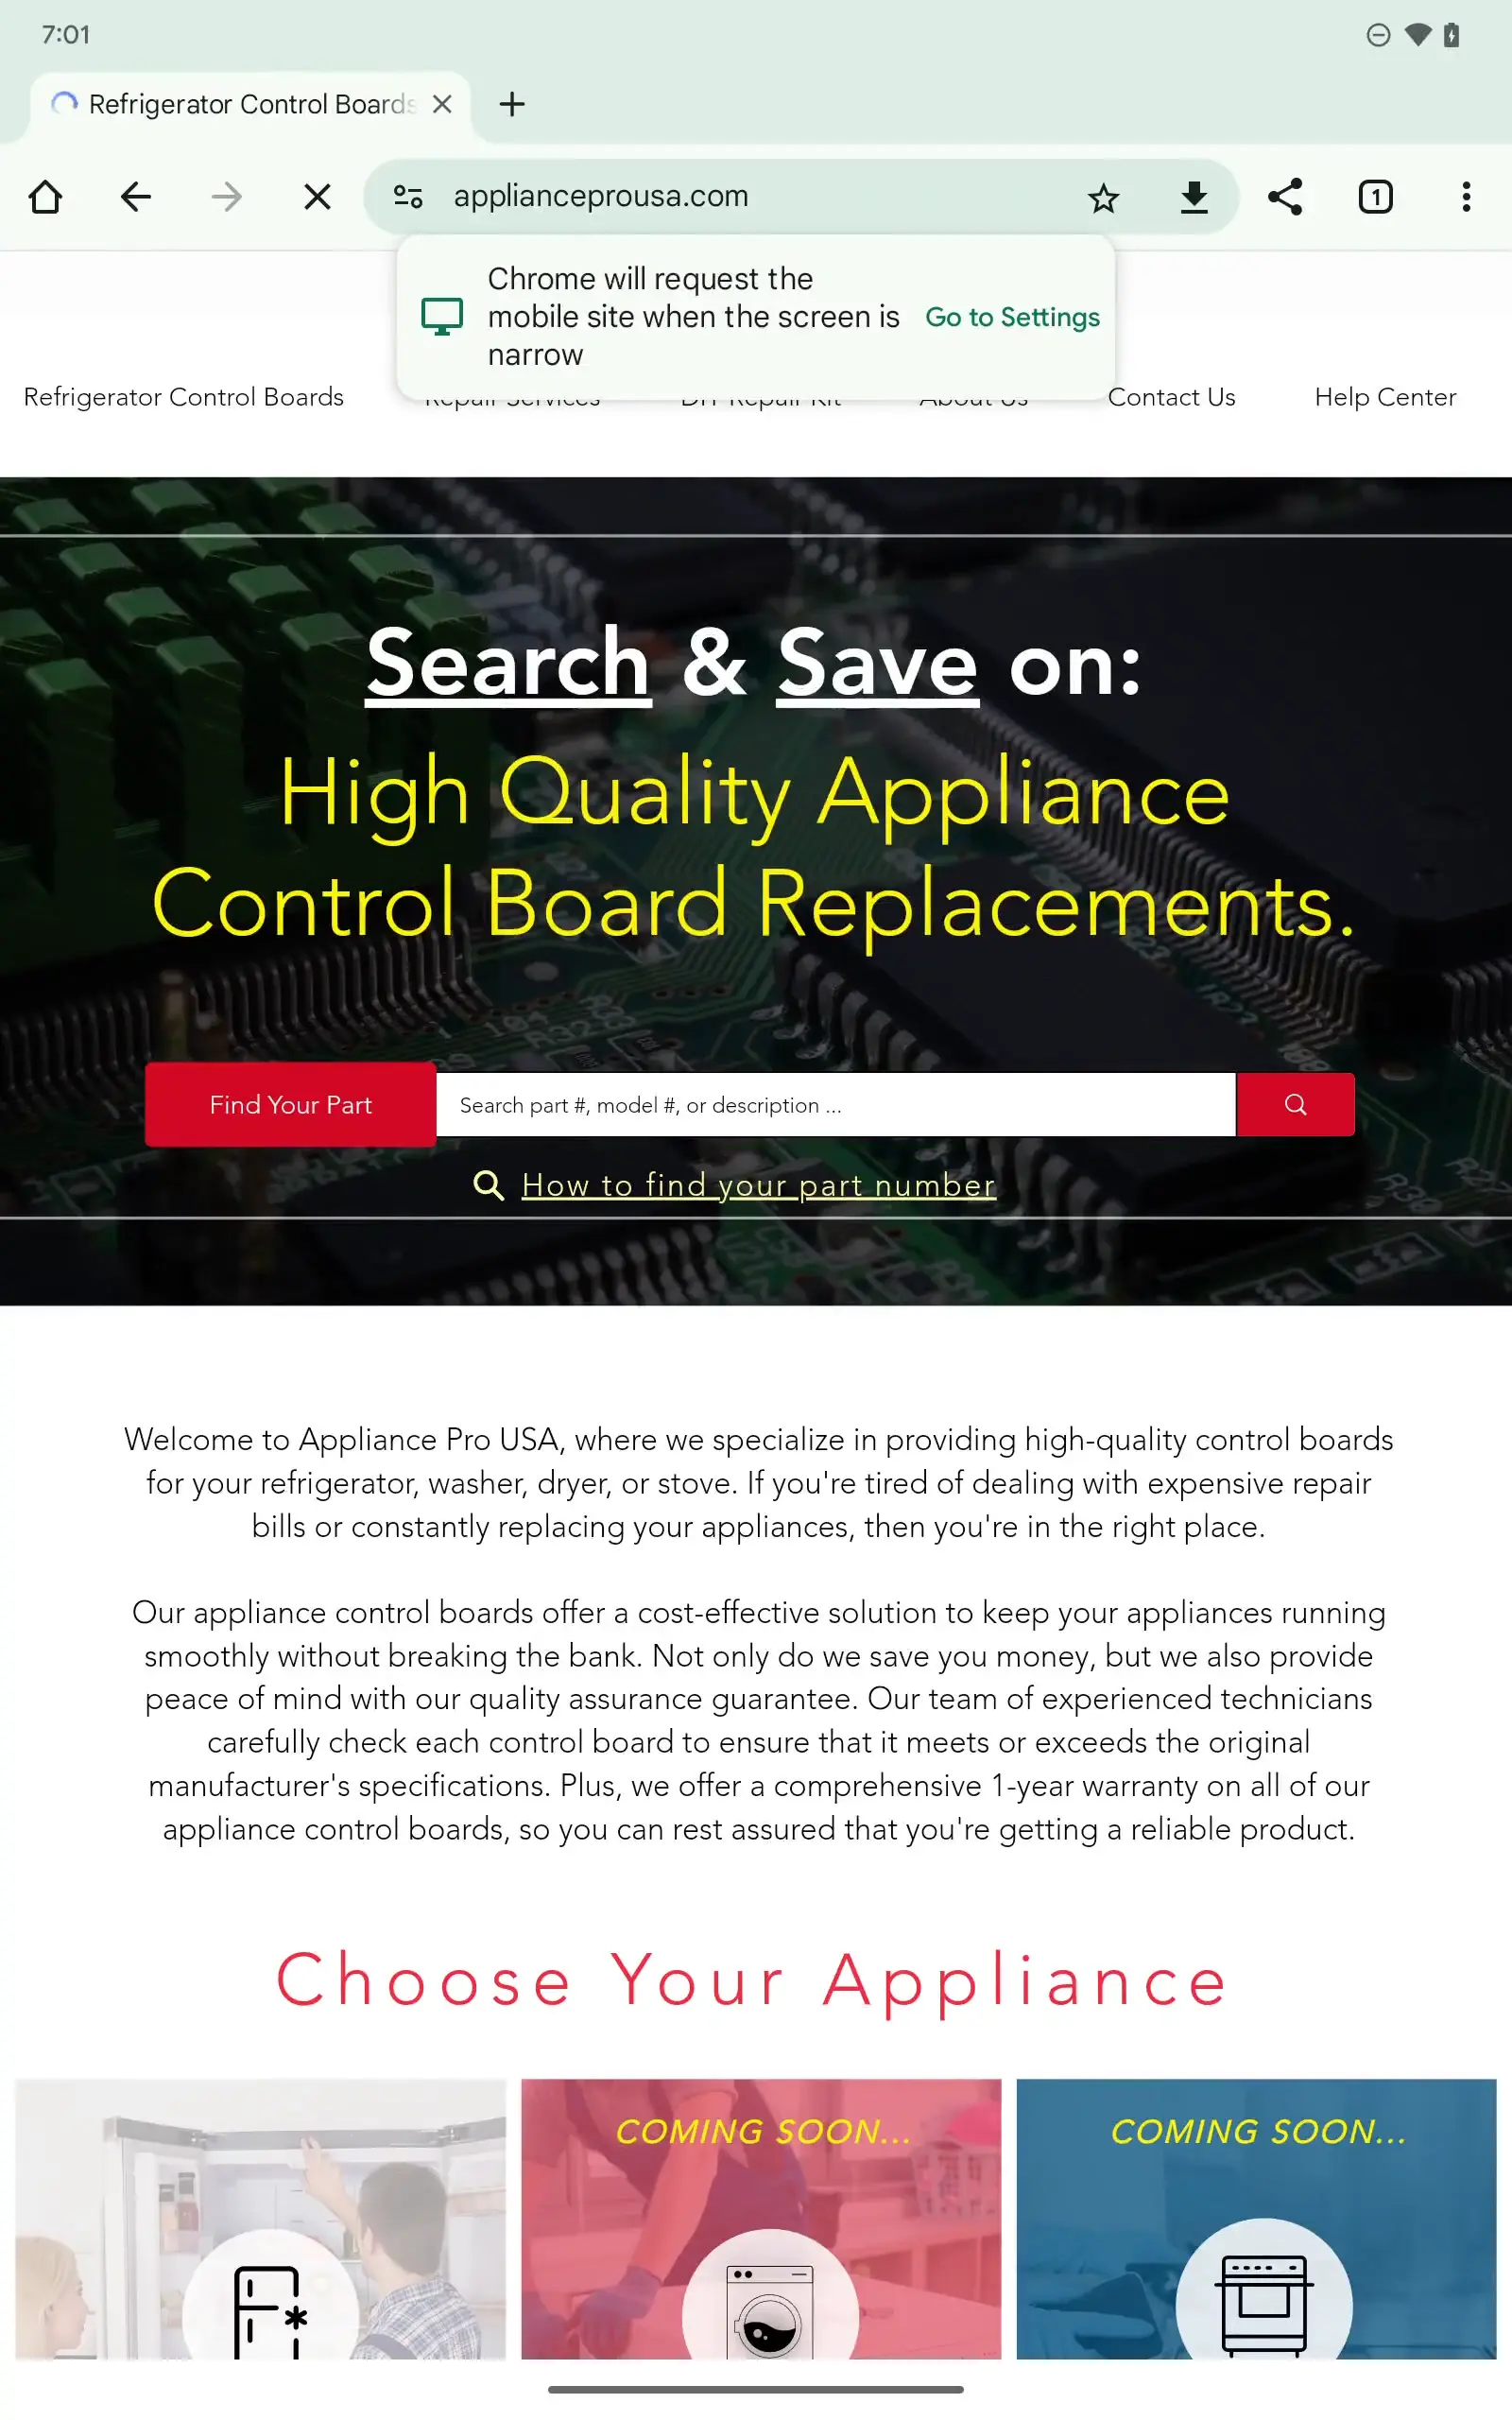 7:01
Refrigerator Control Boards
applianceprousa.com
1
Chrome will request the
mobile site when the screen is
narrow
Go to Settings
Refrigerator Control Boards
Repair Services
DIY Repair Kit
About Us
Contact Us
Help Center
Search & Save on:
High Quality Appliance
Control Board Replacements.
Find Your Part
Search part #, model #, or description ...
How to find your part number
Welcome to Appliance Pro USA, where we specialize in providing high-quality control boards
for your refrigerator, washer, dryer, or stove. If you're tired of dealing with expensive repair
bills or constantly replacing your appliances, then you're in the right place.
Our appliance control boards offer a cost-effective solution to keep your appliances running
smoothly without breaking the bank. Not only do we save you money, but we also provide
peace of mind with our quality assurance guarantee. Our team of experienced technicians
carefully check each control board to ensure that it meets or exceeds the original
manufacturer's specifications. Plus, we offer a comprehensive 1-year warranty on all of our
appliance control boards, so you can rest assured that you're getting a reliable product.
Choose Your Appliance
COMING SOON...
COMING SOON...